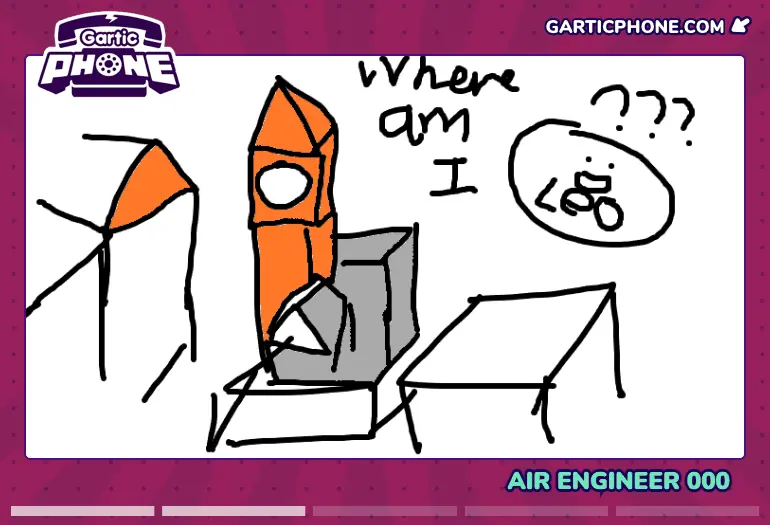 Gartic
PHONE
GARTICPHONE.COM
Where
am
I
???
Leo
AIR ENGINEER 000